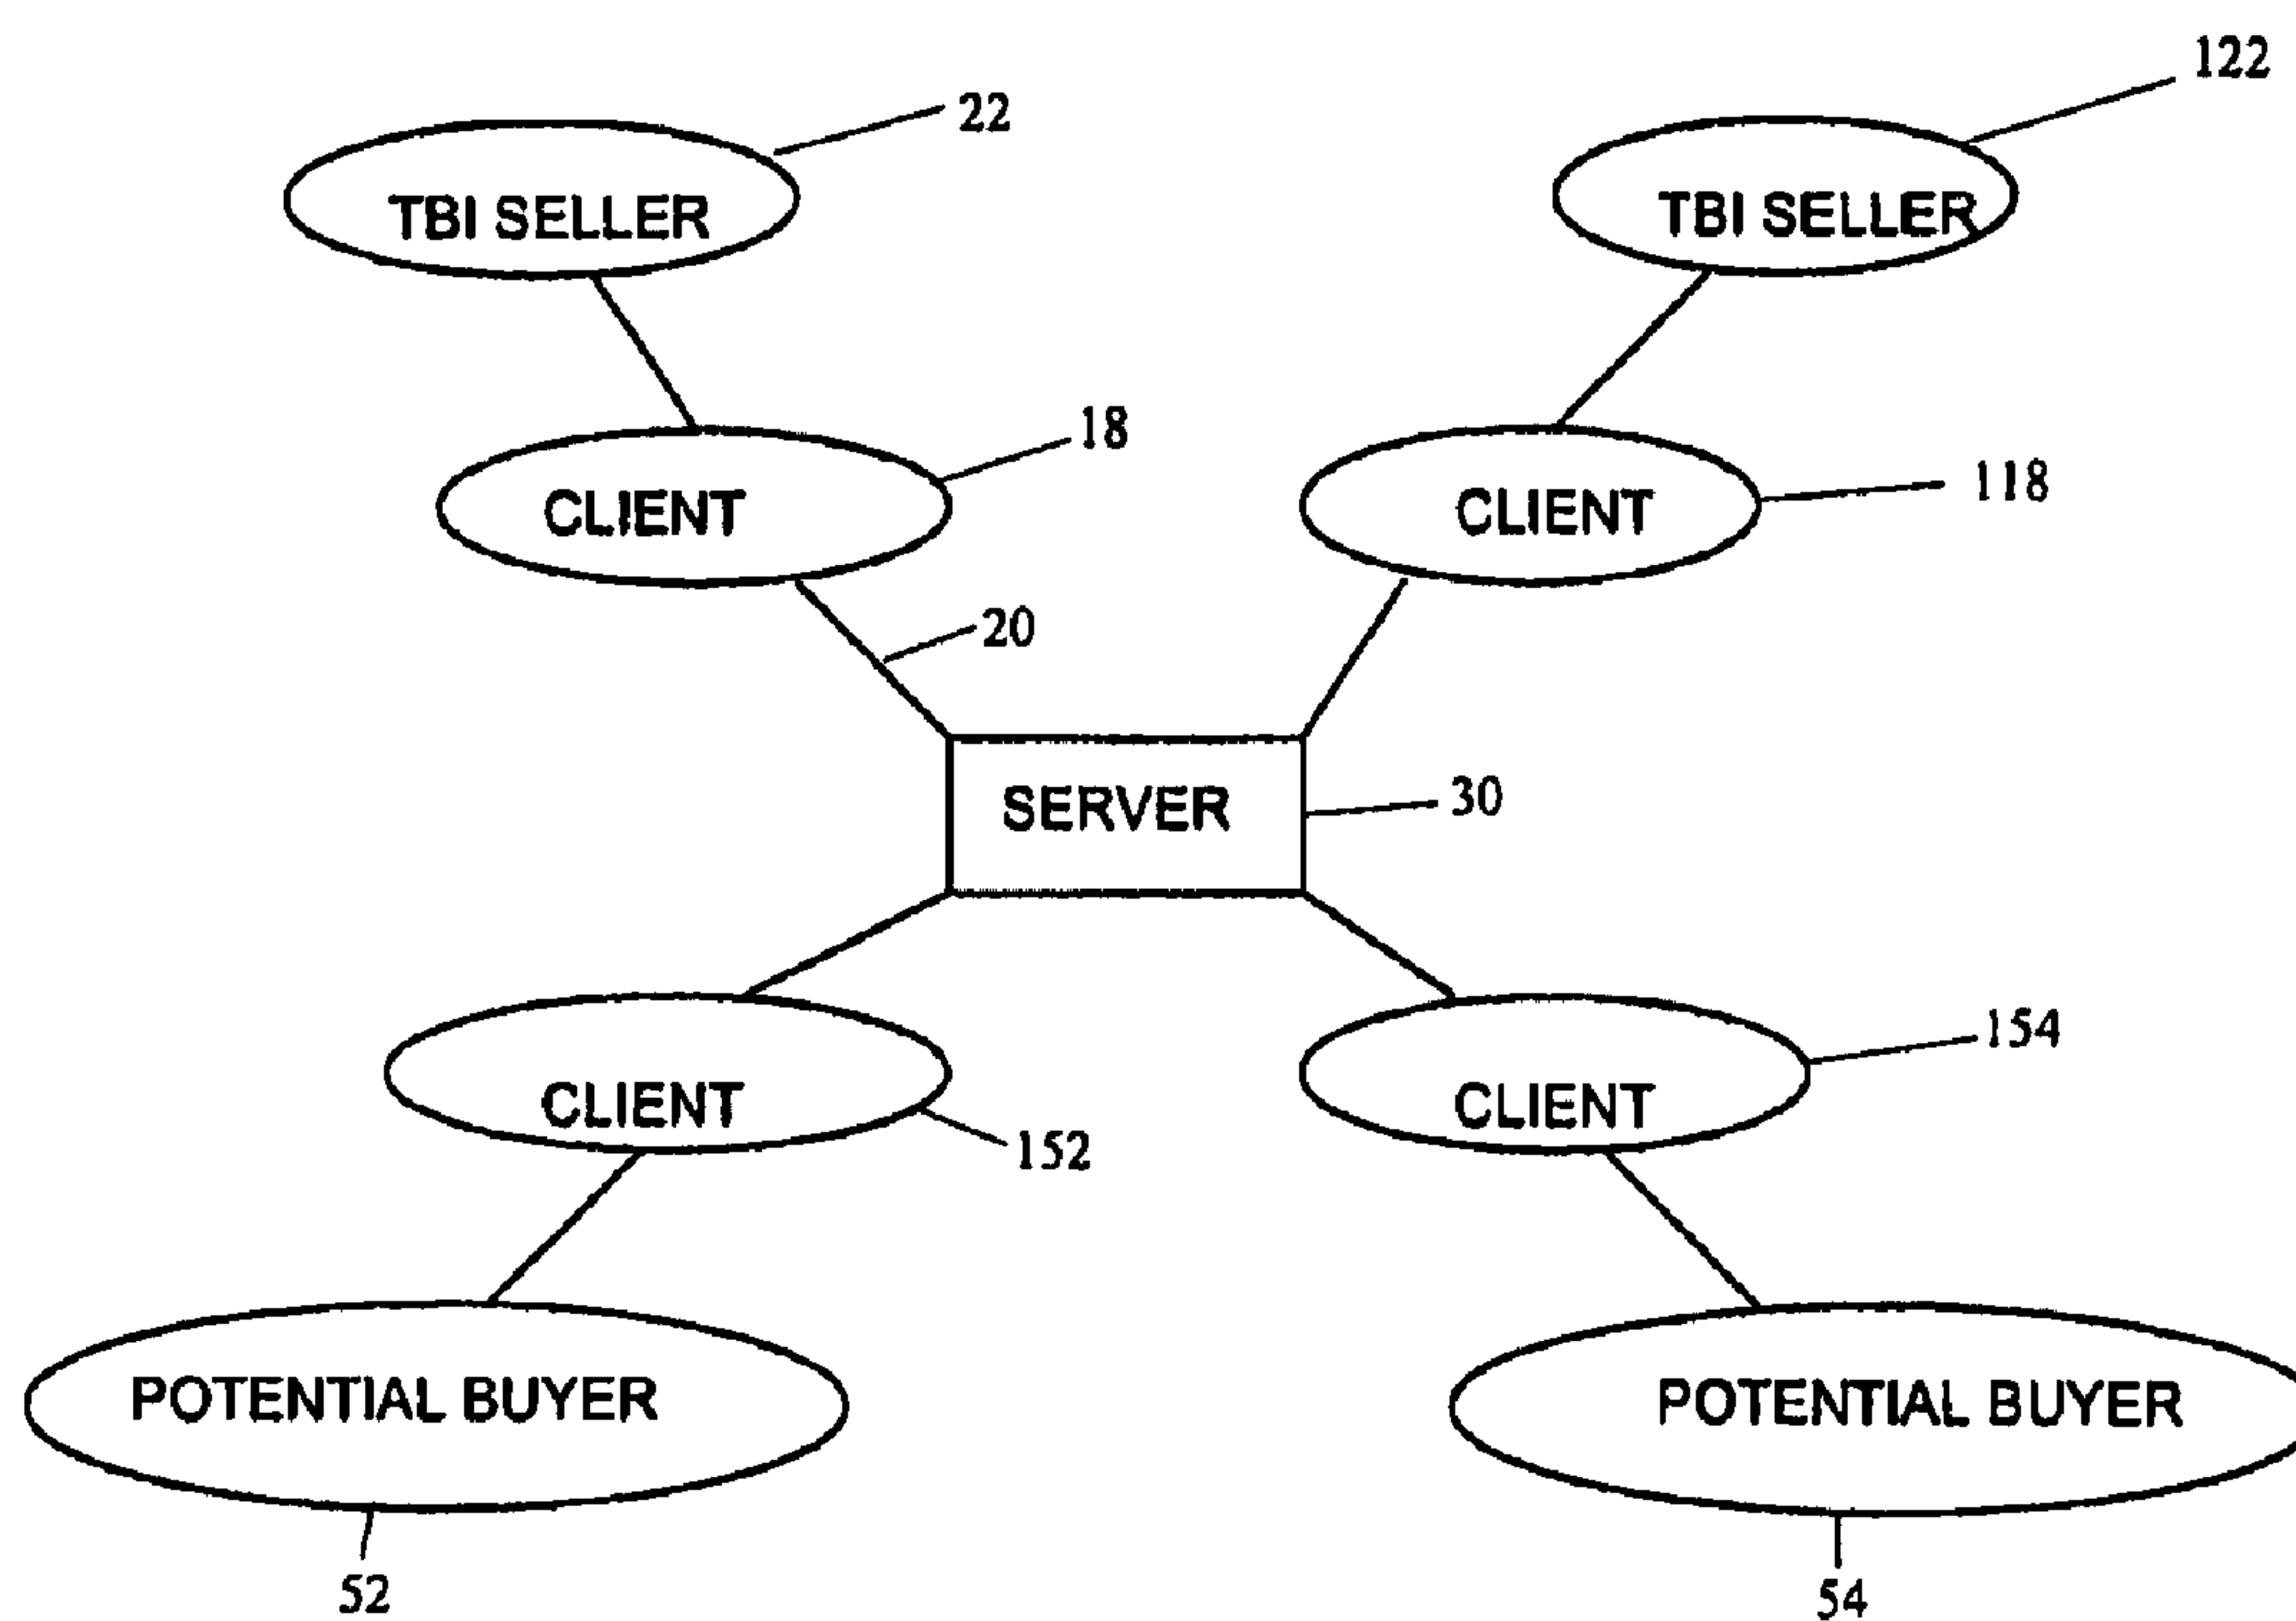 122
22
TBI SELLER
TBI SELLER
18
CLIENT
118
CLIENT
20
SERVER
30
154
CLIENT
152
CLIENT
POTENTIAL BUYER
POTENTIAL BUYER
52
54